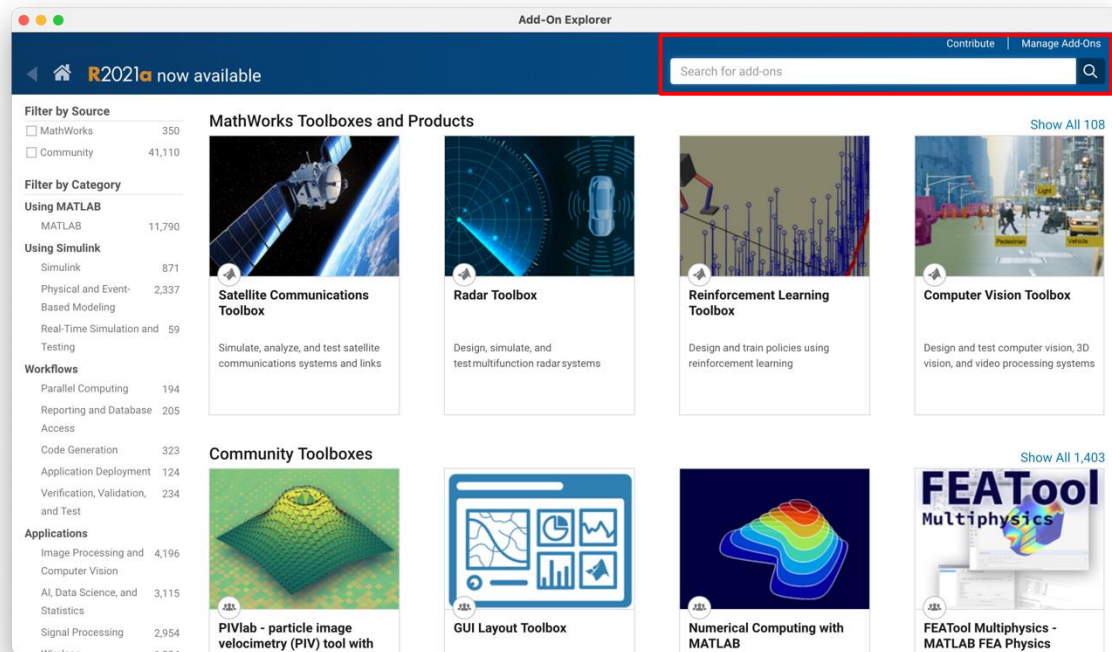 Add-On Explorer
Contribute | Manage Add-Ons
R2021a now available
Search for add-ons
Filter by Source
MathWorks 350
Community 41,110
Filter by Category
Using MATLAB
MATLAB 11,790
Using Simulink
Simulink 871
Physical and Event- 2,337
Based Modeling
Real-Time Simulation and 59
Testing
Workflows
Parallel Computing 194
Reporting and Database 205
Access
Code Generation 323
Application Deployment 124
Verification, Validation, 234
and Test
Applications
Image Processing and 4,196
Computer Vision
AI, Data Science, and 3,115
Statistics
Signal Processing 2,954
MathWorks Toolboxes and Products
Show All 108
Satellite Communications
Toolbox
Simulate, analyze, and test satellite
communications systems and links
Radar Toolbox
Design, simulate, and
test multifunction radar systems
Reinforcement Learning
Toolbox
Design and train policies using
reinforcement learning
Light
Pedestrian
Vehicle
Computer Vision Toolbox
Design and test computer vision, 3D
vision, and video processing systems
Community Toolboxes
Show All 1,403
PIVlab - particle image
velocimetry (PIV) tool with
GUI Layout Toolbox
Numerical Computing with
MATLAB
FEATool
Multiphysics
FEATool Multiphysics -
MATLAB FEA Physics